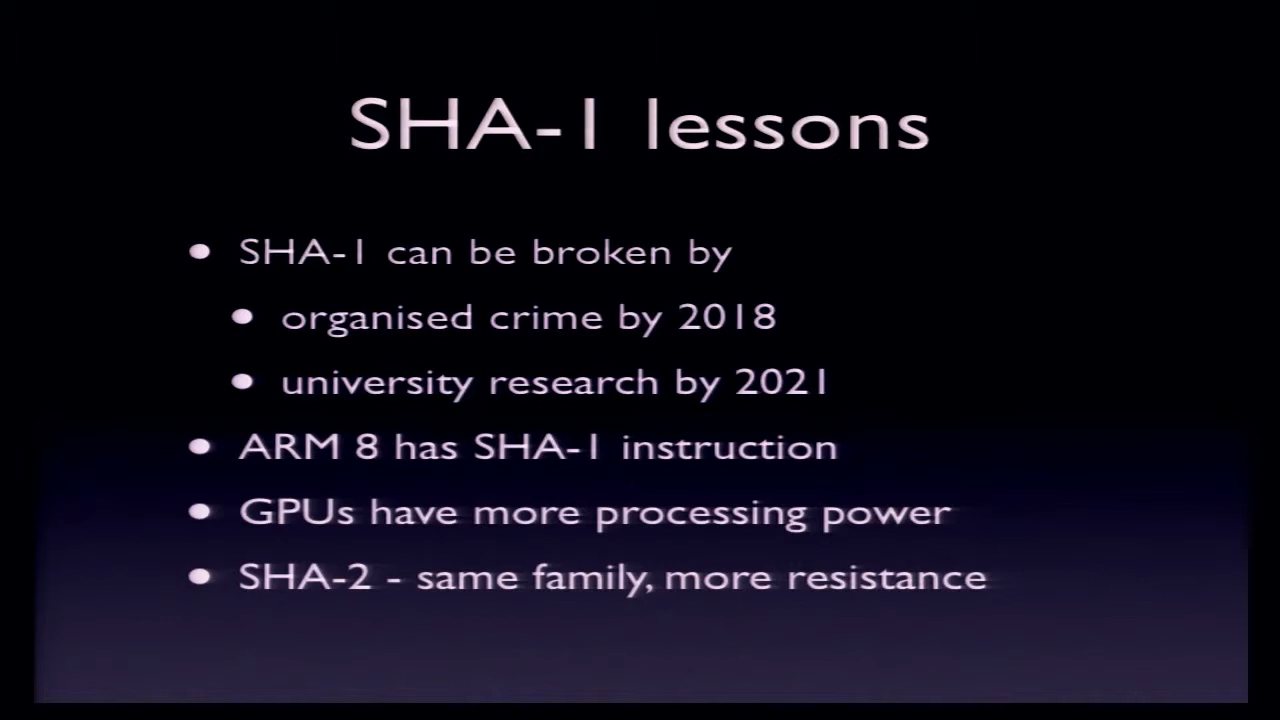 SHA-1 lessons
• SHA-1 can be broken by
• organised crime by 2018
• university research by 2021
• ARM 8 has SHA-1 instruction
• GPUs have more processing power
• SHA-2 - same family, more resistance